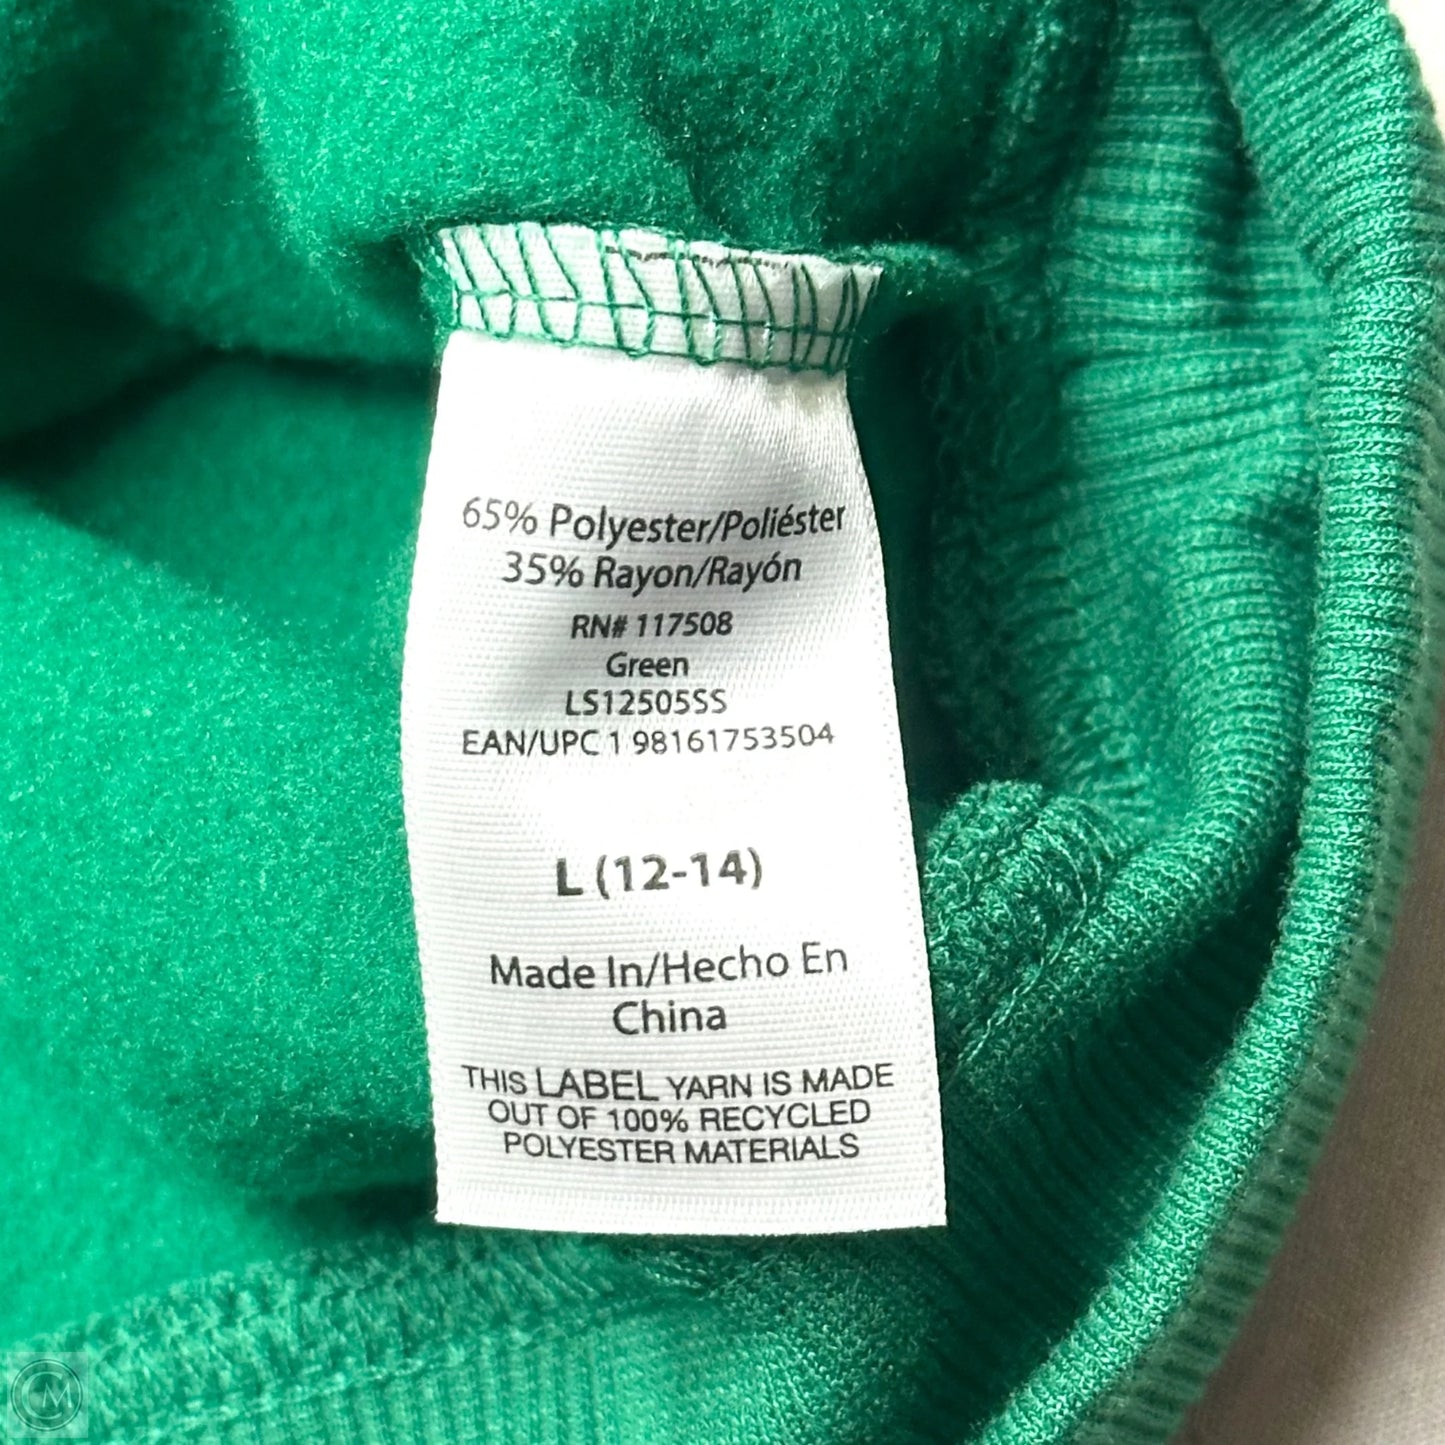 65% Polyester/Poliéster
35% Rayon/Rayón
RN# 117508
Green
LS12505SS
EAN/UPC 1 98161753504
L (12-14)
Made In/Hecho En
China
THIS LABEL YARN IS MADE
OUT OF 100% RECYCLED
POLYESTER MATERIALS
CM